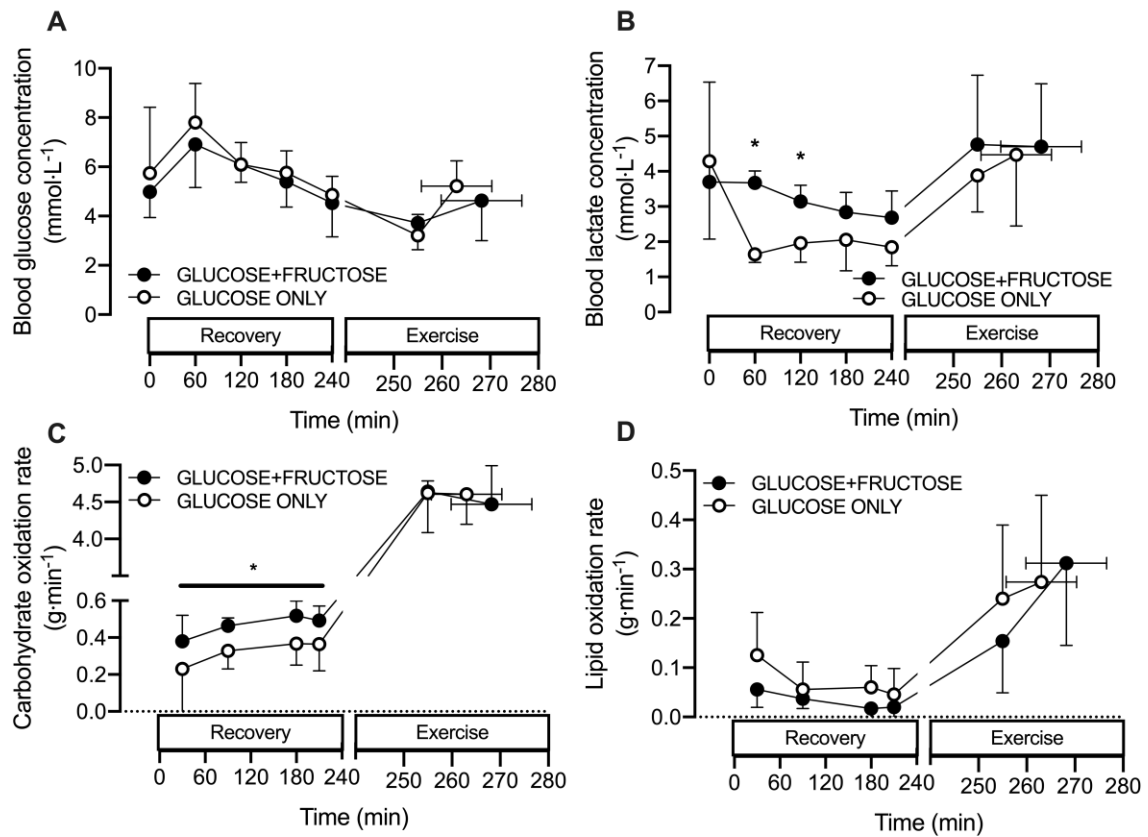 A
Blood glucose concentration
(mmol·L⁻¹)
10
8
6
4
2
0
GLUCOSE+FRUCTOSE
GLUCOSE ONLY
Recovery
Exercise
0 60 120 180 240 250 260 270 280
Time (min)
B
Blood lactate concentration
(mmol·L⁻¹)
7
6
5
4
3
2
1
0
* *
GLUCOSE+FRUCTOSE
GLUCOSE ONLY
Recovery
Exercise
0 60 120 180 240 250 260 270 280
Time (min)
C
Carbohydrate oxidation rate
(g·min⁻¹)
5.0
4.5
4.0
0.6
0.4
0.2
0.0
GLUCOSE+FRUCTOSE
GLUCOSE ONLY
*
Recovery
Exercise
0 60 120 180 240 250 260 270 280
Time (min)
D
Lipid oxidation rate
(g·min⁻¹)
0.5
0.4
0.3
0.2
0.1
0.0
GLUCOSE+FRUCTOSE
GLUCOSE ONLY
Recovery
Exercise
0 60 120 180 240 250 260 270 280
Time (min)